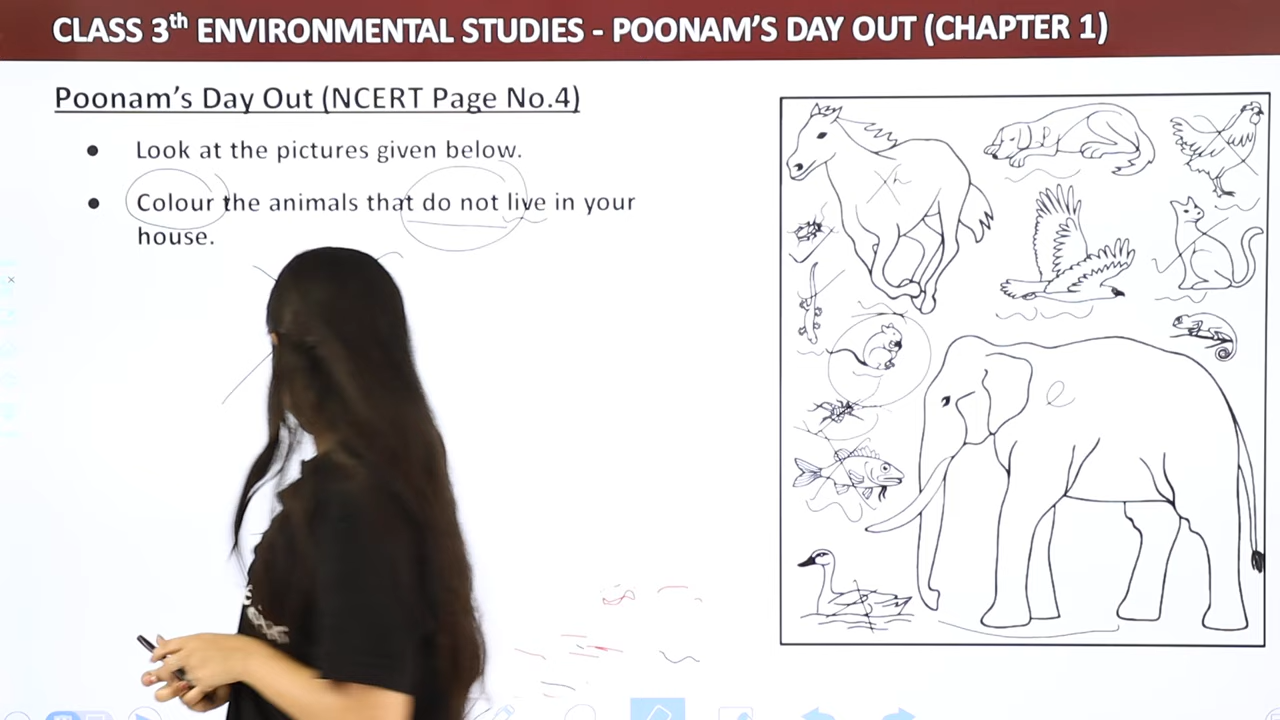 CLASS 3th ENVIRONMENTAL STUDIES - POONAM'S DAY OUT (CHAPTER 1)
Poonam's Day Out (NCERT Page No.4)
● Look at the pictures given below.
● Colour the animals that do not live in your
house.